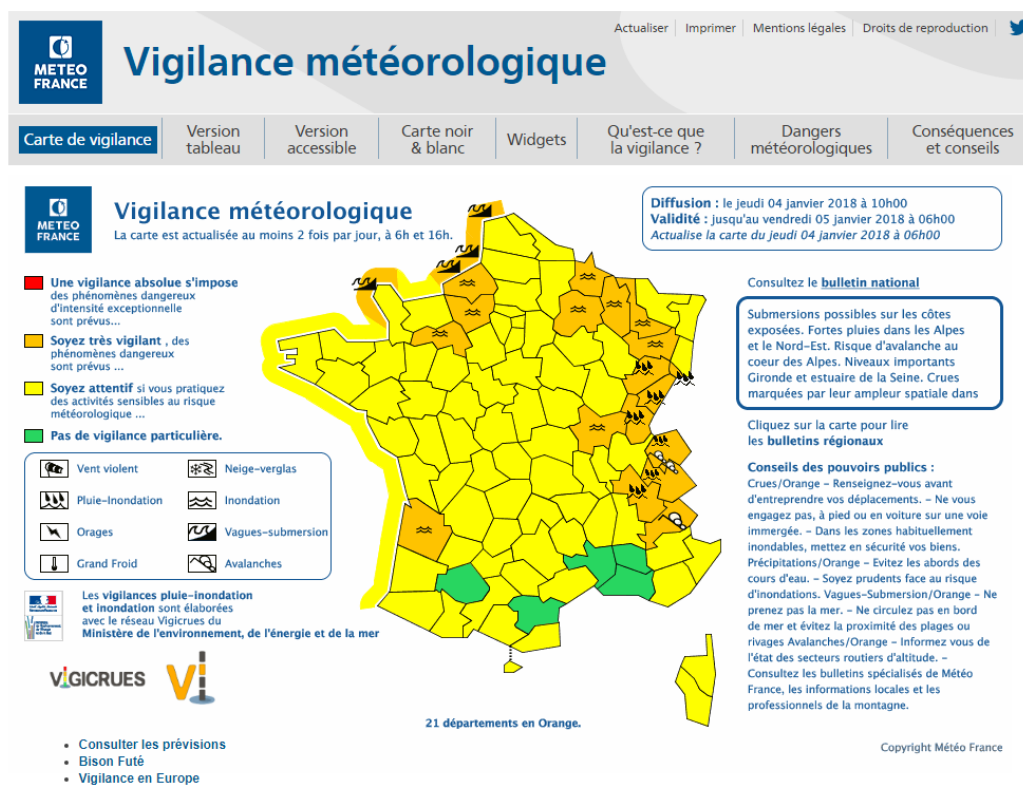 Actualiser
Imprimer
Mentions légales
Droits de reproduction
METEO
FRANCE
Vigilance météorologique
Carte de vigilance
Version
tableau
Version
accessible
Carte noir
& blanc
Widgets
Qu'est-ce que
la vigilance ?
Dangers
météorologiques
Conséquences
et conseils
METEO
FRANCE
Vigilance météorologique
La carte est actualisée au moins 2 fois par jour, à 6h et 16h.
Diffusion : le jeudi 04 janvier 2018 à 10h00
Validité : jusqu'au vendredi 05 janvier 2018 à 06h00
Actualise la carte du jeudi 04 janvier 2018 à 06h00
Une vigilance absolue s'impose
des phénomènes dangereux
d'intensité exceptionnelle
sont prévus...
Soyez très vigilant , des
phénomènes dangereux
sont prévus ...
Soyez attentif si vous pratiquez
des activités sensibles au risque
météorologique ...
Pas de vigilance particulière.
Vent violent
Neige-verglas
Pluie-Inondation
Inondation
Orages
Vagues-submersion
Grand Froid
Avalanches
Les vigilances pluie-inondation
et inondation sont élaborées
avec le réseau Vigicrues du
Ministère de l'environnement, de l'énergie et de la mer
VIGICRUES
21 départements en Orange.
Consultez le bulletin national
Submersions possibles sur les côtes
exposées. Fortes pluies dans les Alpes
et le Nord-Est. Risque d'avalanche au
coeur des Alpes. Niveaux importants
Gironde et estuaire de la Seine. Crues
marquées par leur ampleur spatiale dans
Cliquez sur la carte pour lire
les bulletins régionaux
Conseils des pouvoirs publics :
Crues/Orange – Renseignez-vous avant
d'entreprendre vos déplacements. – Ne vous
engagez pas, à pied ou en voiture sur une voie
immergée. – Dans les zones habituellement
inondables, mettez en sécurité vos biens.
Précipitations/Orange – Evitez les abords des
cours d'eau. – Soyez prudents face au risque
d'inondations. Vagues-Submersion/Orange – Ne
prenez pas la mer. – Ne circulez pas en bord
de mer et évitez la proximité des plages ou
rivages Avalanches/Orange – Informez vous de
l'état des secteurs routiers d'altitude. –
Consultez les bulletins spécialisés de Météo
France, les informations locales et les
professionnels de la montagne.
Copyright Météo France
Consulter les prévisions
Bison Futé
Vigilance en Europe